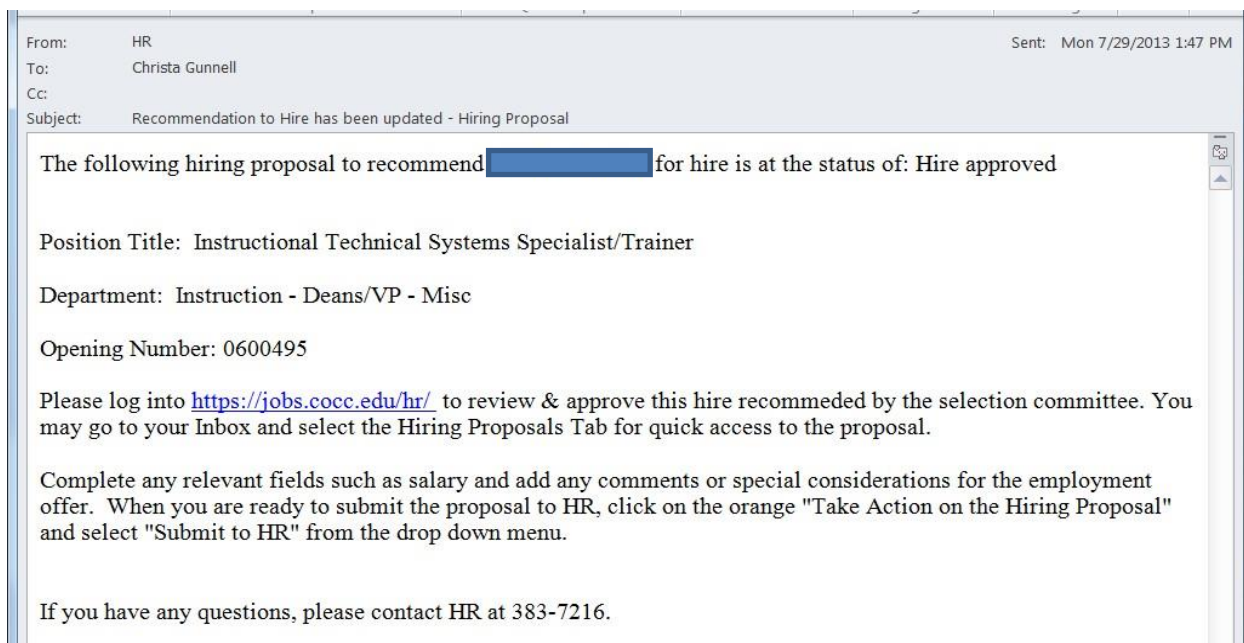 From: HR Sent: Mon 7/29/2013 1:47 PM
To: Christa Gunnell
Cc:
Subject: Recommendation to Hire has been updated - Hiring Proposal
The following hiring proposal to recommend for hire is at the status of: Hire approved
Position Title: Instructional Technical Systems Specialist/Trainer
Department: Instruction - Deans/VP - Misc
Opening Number: 0600495
Please log into https://jobs.cocc.edu/hr/ to review & approve this hire recommeded by the selection committee. You
may go to your Inbox and select the Hiring Proposals Tab for quick access to the proposal.
Complete any relevant fields such as salary and add any comments or special considerations for the employment
offer. When you are ready to submit the proposal to HR, click on the orange "Take Action on the Hiring Proposal"
and select "Submit to HR" from the drop down menu.
If you have any questions, please contact HR at 383-7216.